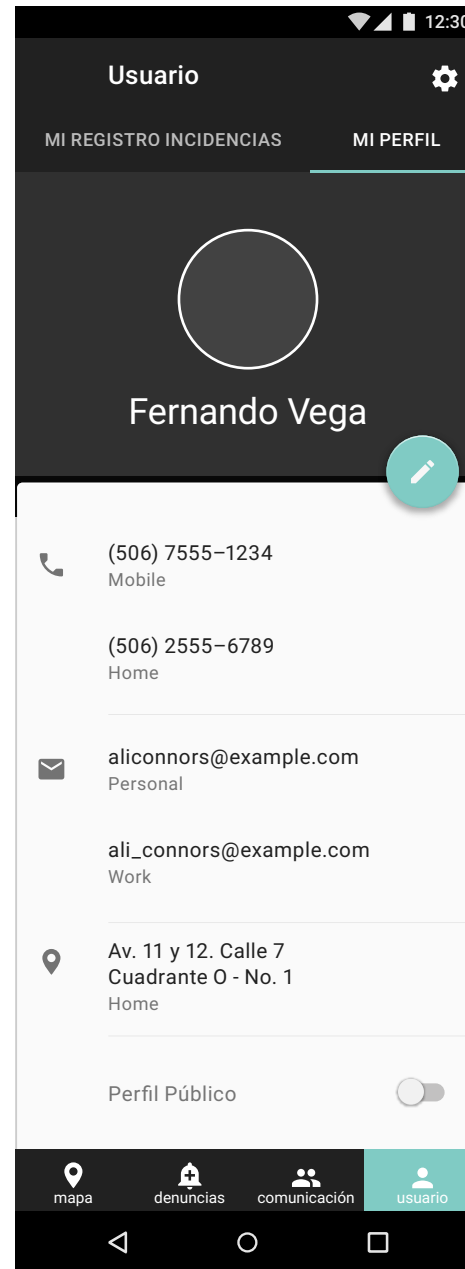 12:30
Usuario
MI REGISTRO INCIDENCIAS MI PERFIL
Fernando Vega
(506) 7555–1234
Mobile
(506) 2555–6789
Home
aliconnors@example.com
Personal
ali_connors@example.com
Work
Av. 11 y 12. Calle 7
Cuadrante O - No. 1
Home
Perfil Público
mapa denuncias comunicación usuario